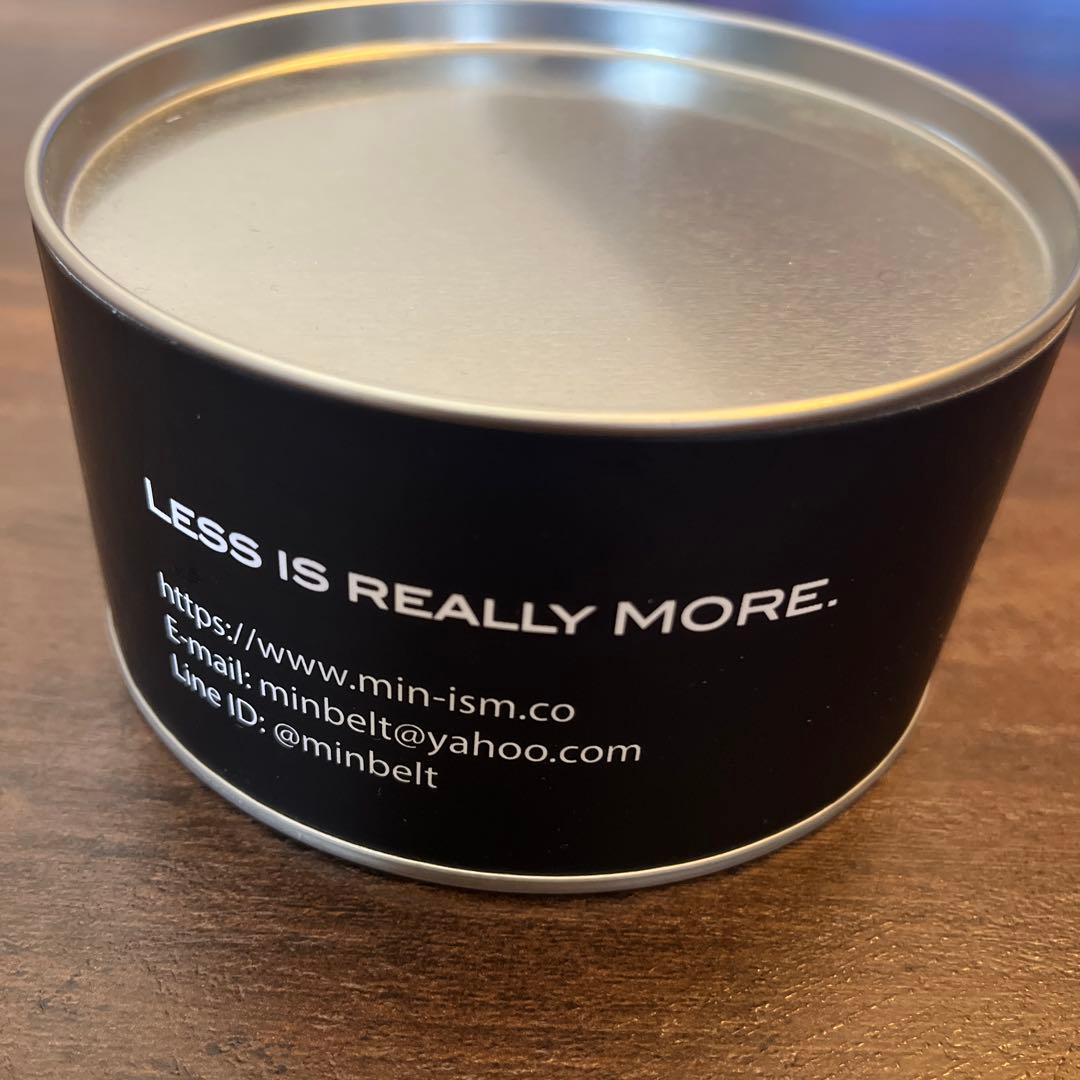 LESS IS REALLY MORE.
https://www.min-ism.co
E-mail: minbelt@yahoo.com
Line ID: @minbelt